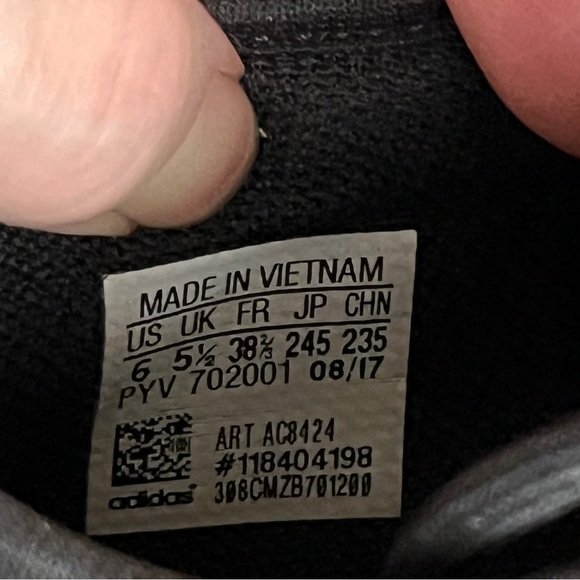 MADE IN VIETNAM
US UK FR JP CHN
6 5½ 38⅔ 245 235
PYV 702001 08/17
ART AC8424
#118404198
adidas 308CMZB701200